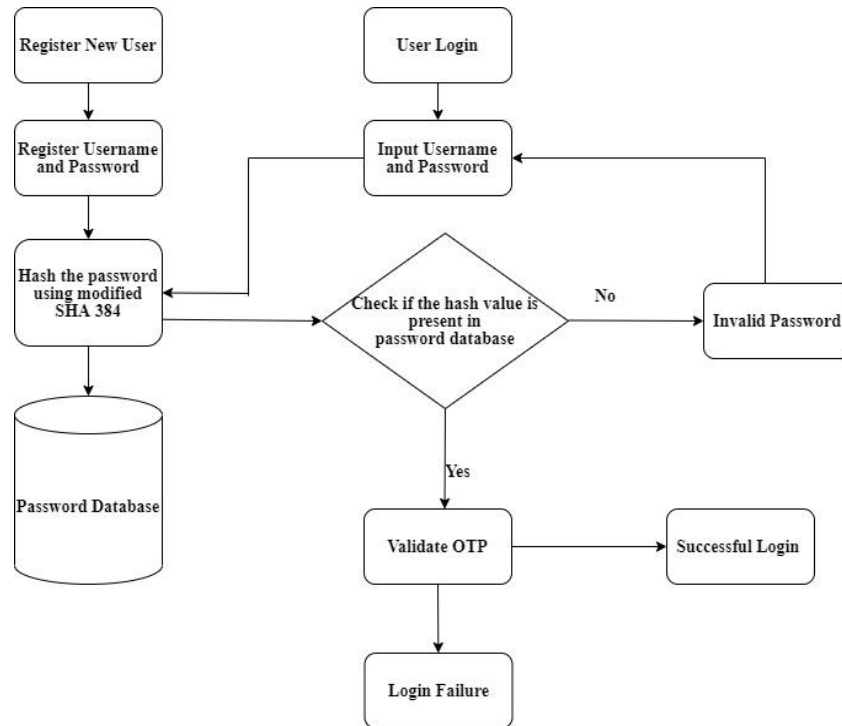 Register New User
User Login
Register Username
and Password
Input Username
and Password
Hash the password
using modified
SHA 384
Check if the hash value is
present in
password database
No
Invalid Password
Yes
Password Database
Validate OTP
Successful Login
Login Failure